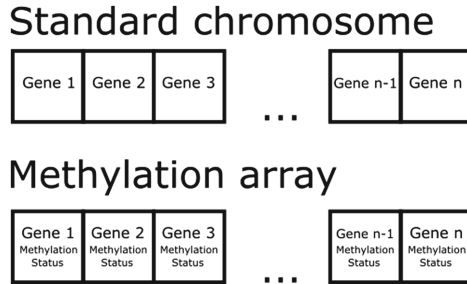 Standard chromosome
Gene 1 Gene 2 Gene 3 ... Gene n-1 Gene n
Methylation array
Gene 1 Gene 2 Gene 3 Gene n-1 Gene n
Methylation Methylation Methylation Methylation Methylation
Status Status Status ... Status Status